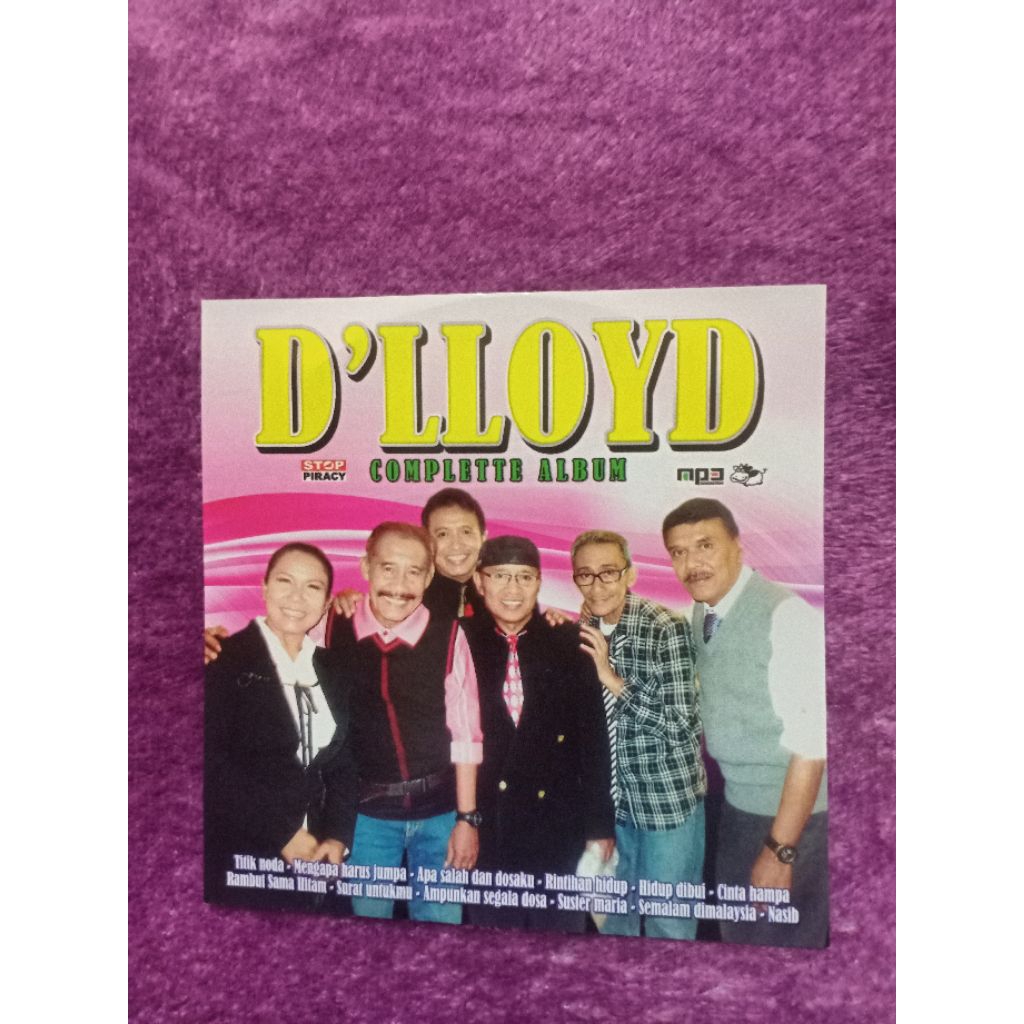 D'LLOYD
STOP
PIRACY
COMPLETTE ALBUM
mp3
Titik noda - Mengapa harus jumpa - Apa salah dan dosaku - Rintihan hidup - Hidup dibui - Cinta hampa
Rambut Sama Hitam - Surat untukmu - Ampunkan segala dosa - Suster maria - Semalam dimalaysia - Nasib